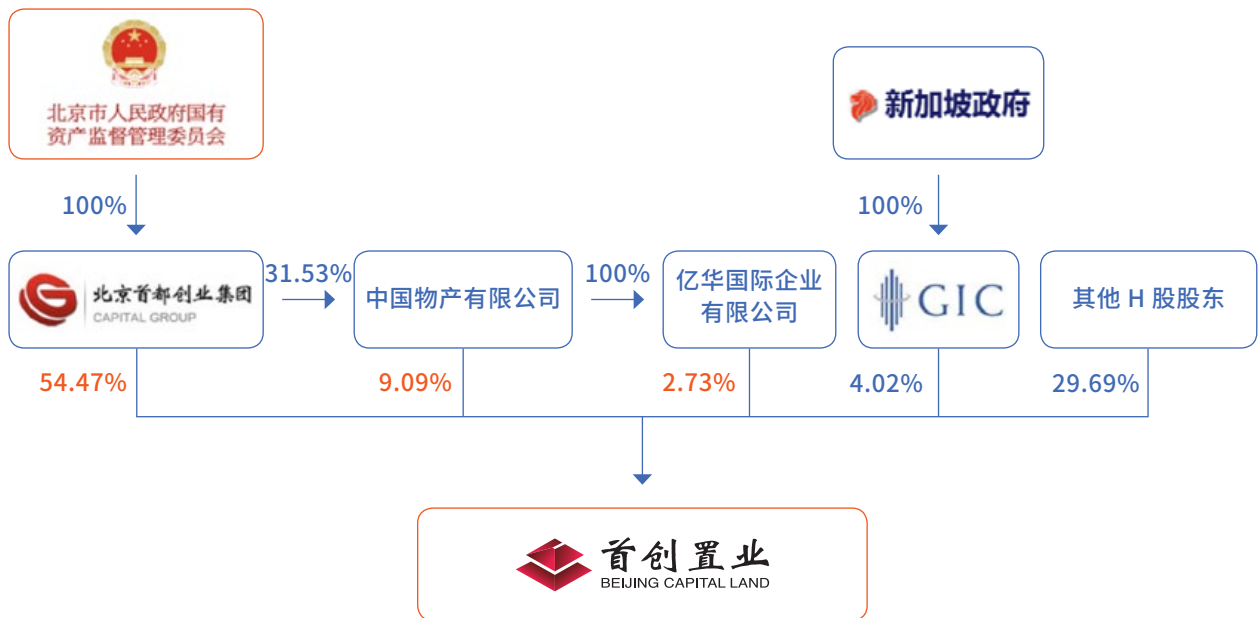 北京市人民政府国有
资产监督管理委员会
新加坡政府
100%
100%
北京首都创业集团
CAPITAL GROUP
31.53%
中国物产有限公司
100%
亿华国际企业
有限公司
GIC
其他 H 股股东
54.47%
9.09%
2.73%
4.02%
29.69%
首创置业
BEIJING CAPITAL LAND